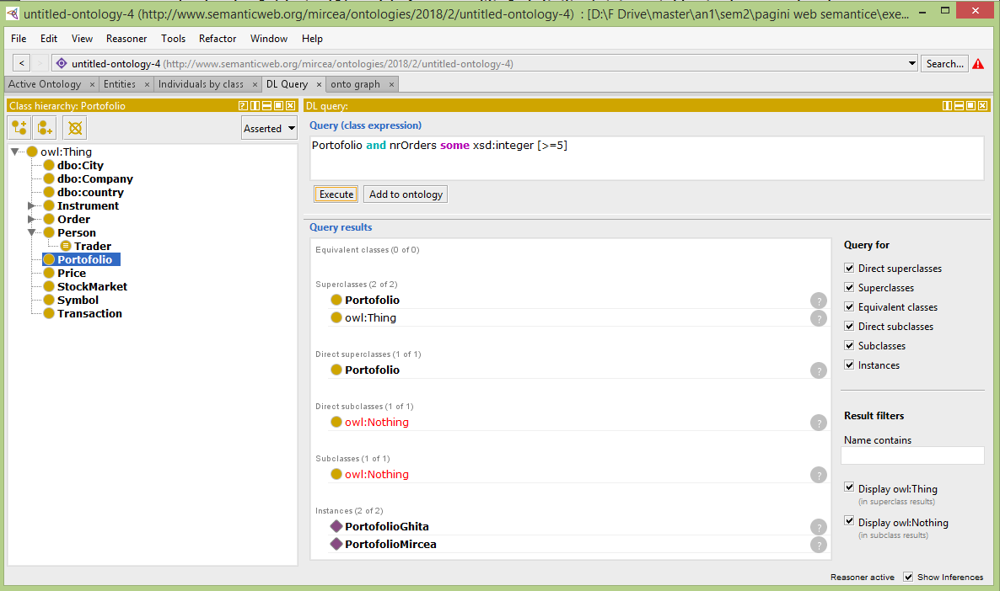 untitled-ontology-4 (http://www.semanticweb.org/mircea/ontologies/2018/2/untitled-ontology-4) : [D:\F Drive\master\an1\sem2\pagini web semantice\exe...
File Edit View Reasoner Tools Refactor Window Help
< > untitled-ontology-4 (http://www.semanticweb.org/mircea/ontologies/2018/2/untitled-ontology-4) Search...
Active Ontology × Entities × Individuals by class × DL Query × onto graph ×
Class hierarchy: Portofolio
Asserted
owl:Thing
dbo:City
dbo:Company
dbo:country
Instrument
Order
Person
Trader
Portofolio
Price
StockMarket
Symbol
Transaction
DL query:
Query (class expression)
Portofolio and nrOrders some xsd:integer [>=5]
Execute Add to ontology
Query results
Equivalent classes (0 of 0)
Superclasses (2 of 2)
Portofolio ?
owl:Thing ?
Direct superclasses (1 of 1)
Portofolio ?
Direct subclasses (1 of 1)
owl:Nothing ?
Subclasses (1 of 1)
owl:Nothing ?
Instances (2 of 2)
PortofolioGhita ?
PortofolioMircea ?
Query for
Direct superclasses
Superclasses
Equivalent classes
Direct subclasses
Subclasses
Instances
Result filters
Name contains
Display owl:Thing
(in superclass results)
Display owl:Nothing
(in subclass results)
Reasoner active Show Inferences